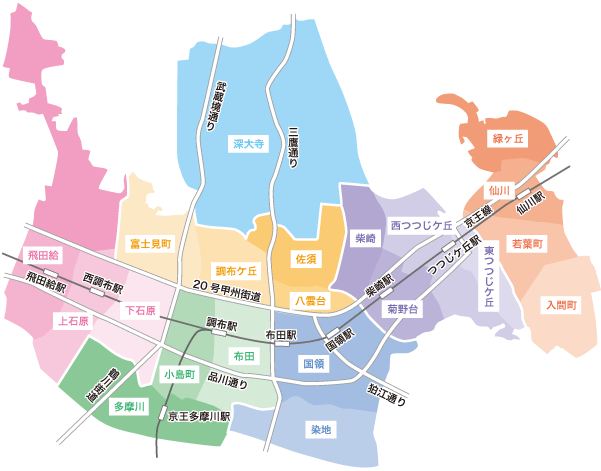 緑ヶ丘
武蔵境通り
深大寺
三鷹通り
仙川
京王線
仙川駅
西つつじケ丘
柴崎
富士見町
若葉町
つつじケ丘駅
東つつじケ丘
飛田給
佐須
調布ケ丘
飛田給駅
西調布駅
20号甲州街道
柴崎駅
八雲台
入間町
下石原
菊野台
上石原
調布駅
布田駅
国領駅
布田
国領
小島町
品川通り
鶴川街道
狛江通り
多摩川
京王多摩川駅
染地